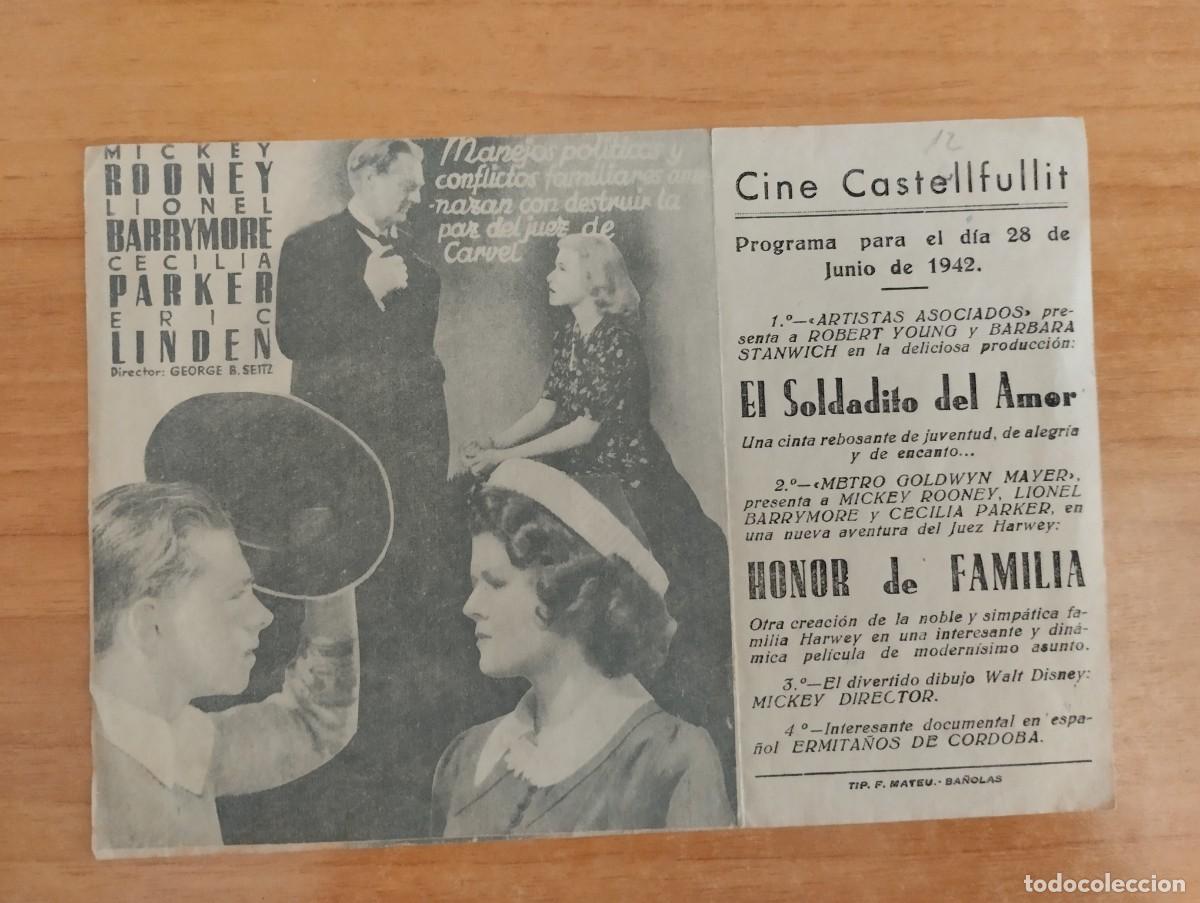 MICKEY
ROONEY
LIONEL
BARRYMORE
CECILIA
PARKER
ERIC
LINDEN
Director: GEORGE B. SEITZ
Manejos políticos y
conflictos familiares ame
-nazan con destruir la
paz del juez de
Carvel
12
Cine Castellfullit
Programa para el día 28 de
Junio de 1942.
1.º—«ARTISTAS ASOCIADOS» pre-
senta a ROBERT YOUNG y BARBARA
STANWICH en la deliciosa producción:
El Soldadito del Amor
Una cinta rebosante de juventud, de alegría
y de encanto...
2.º—«METRO GOLDWYN MAYER»,
presenta a MICKEY ROONEY, LIONEL
BARRYMORE y CECILIA PARKER, en
una nueva aventura del Juez Harwey:
HONOR de FAMILIA
Otra creación de la noble y simpática fa-
milia Harwey en una interesante y diná-
mica película de modernísimo asunto.
3.º—El divertido dibujo Walt Disney:
MICKEY DIRECTOR.
4º—Interesante documental en espa-
ñol ERMITAÑOS DE CORDOBA.
TIP. F. MATEU.- BAÑOLAS
todocoleccion